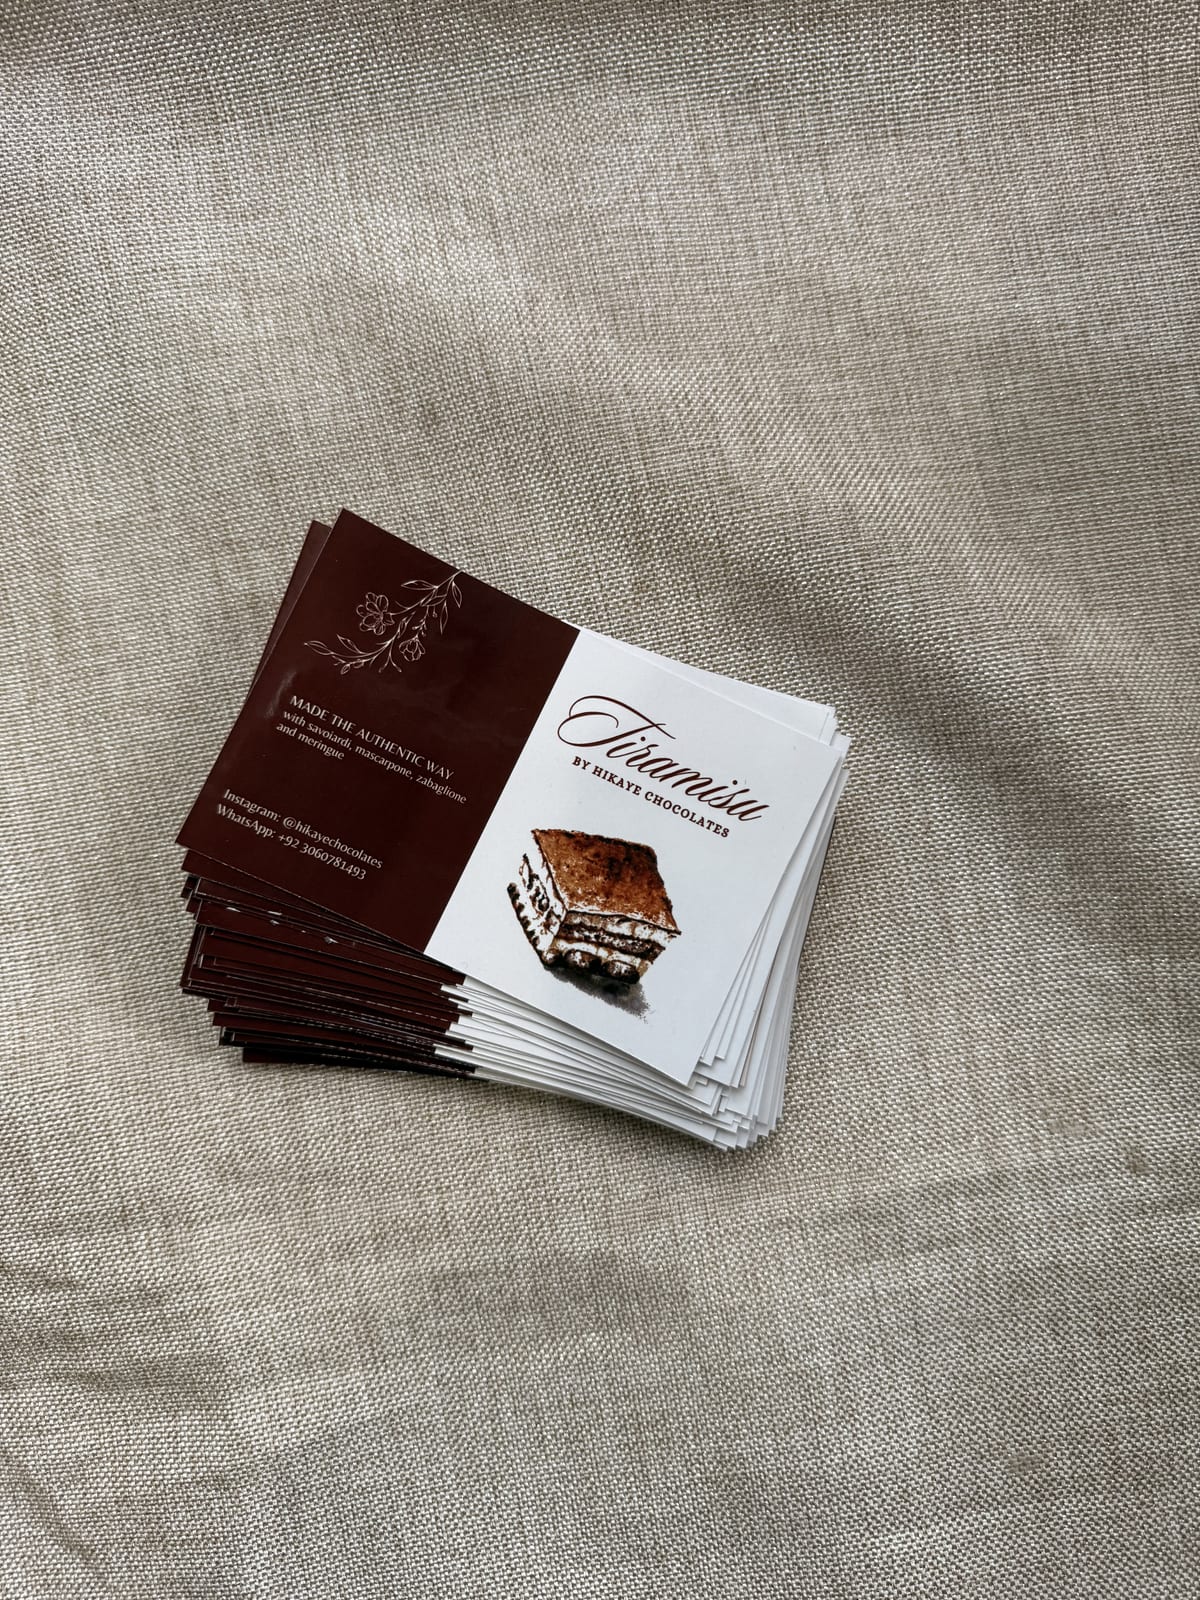 MADE THE AUTHENTIC WAY
with savoiardi, mascarpone, zabaglione
and meringue
Instagram: @hikayechocolates
WhatsApp: +92 3060781493
Tiramisu
BY HIKAYE CHOCOLATES